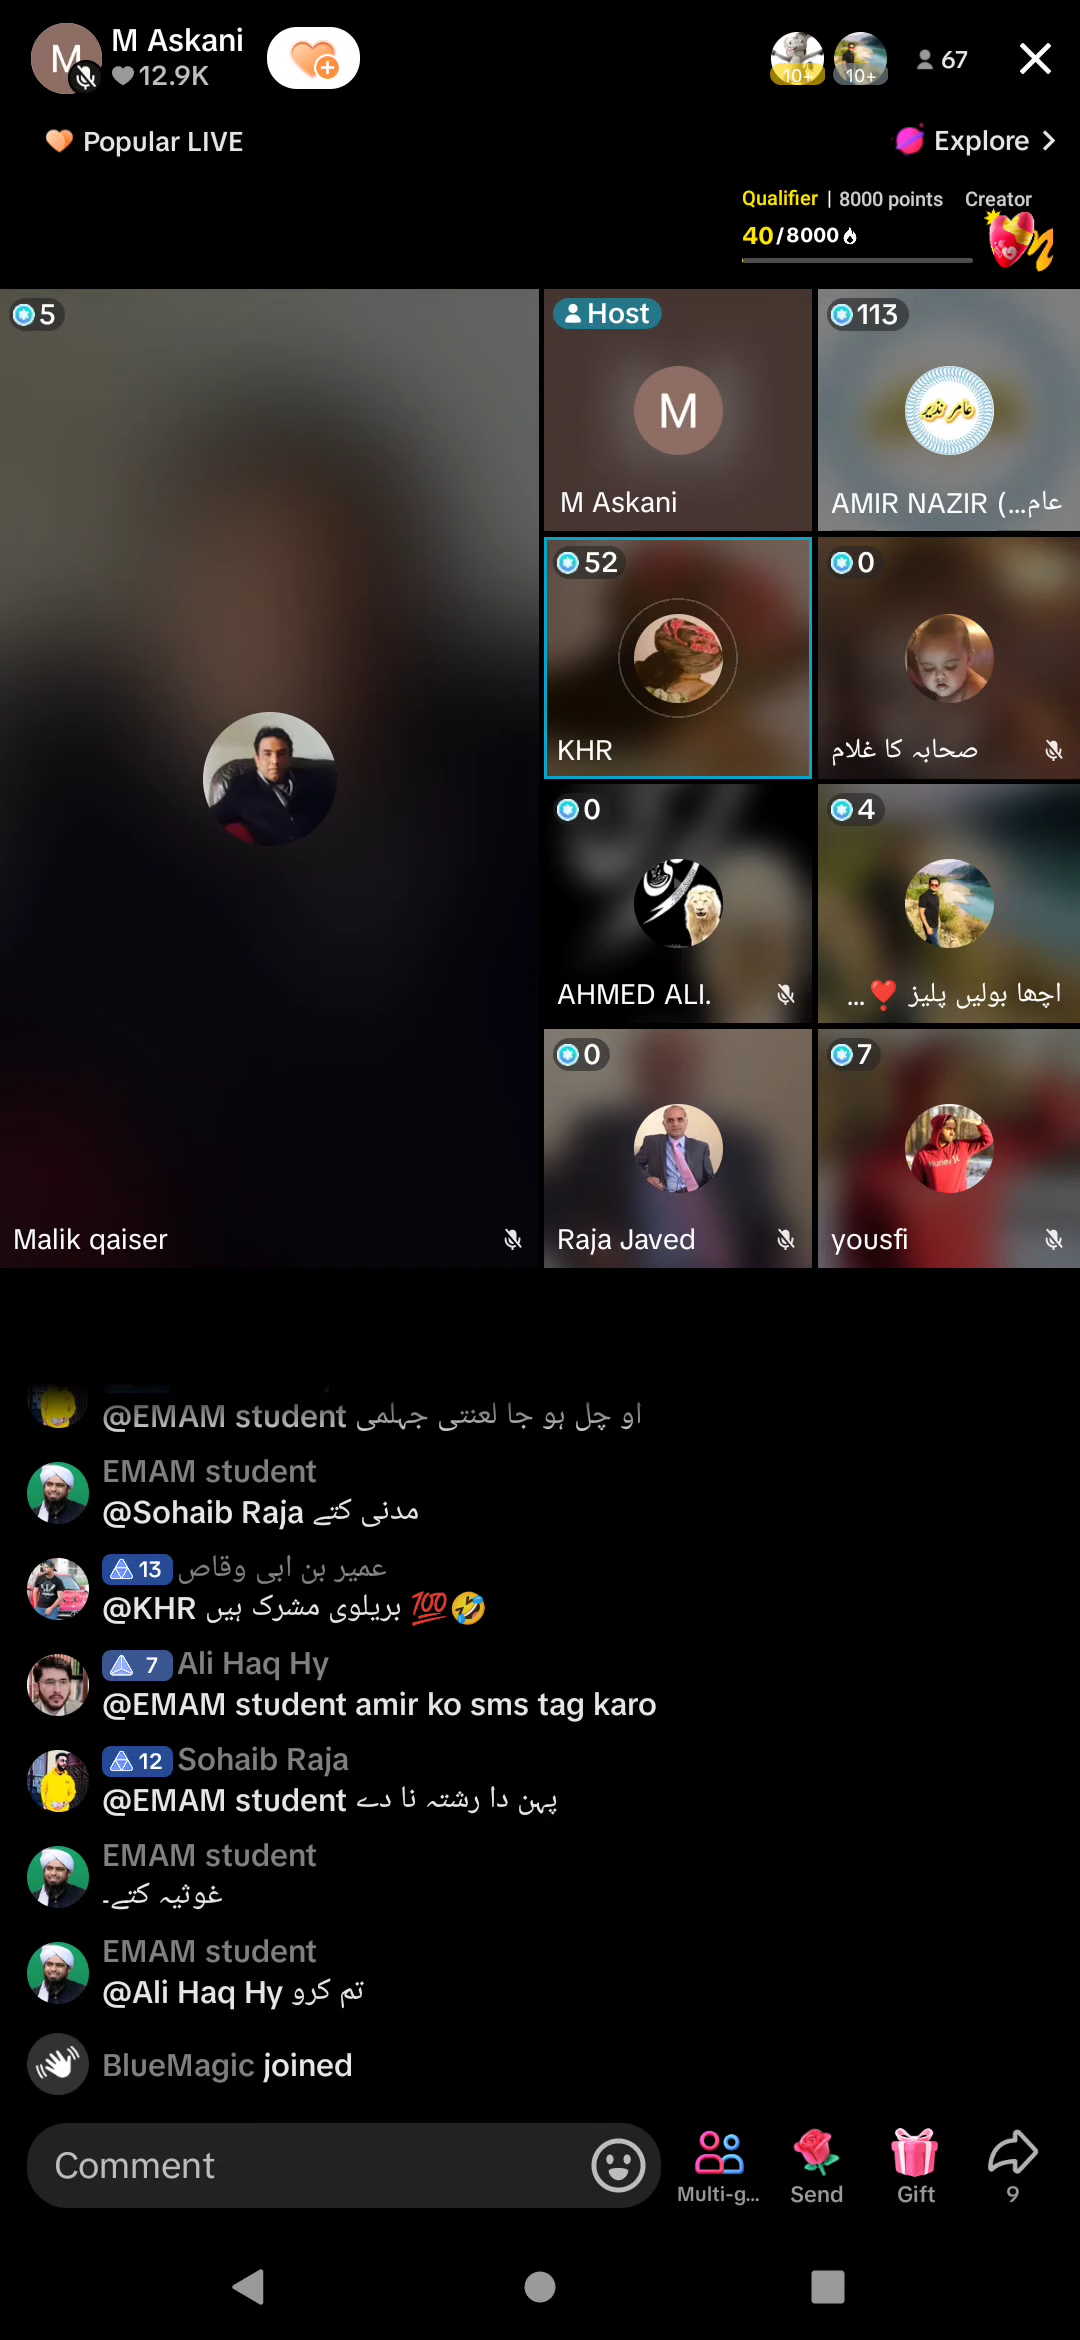 M Askani
M
12.9K
10+
10+
67
Popular LIVE
Explore
Qualifier | 8000 points
Creator
40/8000
5
Host
113
M
عامر نذیر
M Askani
AMIR NAZIR (...عام
52
0
KHR
صحابہ کا غلام
0
4
AHMED ALI.
اچھا بولیں پلیز ❣️...
0
7
Malik qaiser
Raja Javed
yousfi
@EMAM student او چل ہو جا لعنتی جہلمی
EMAM student
@Sohaib Raja مدنی کتے
13 عمیر بن ابی وقاص
@KHR بریلوی مشرک ہیں 💯🤣
7 Ali Haq Hy
@EMAM student amir ko sms tag karo
12 Sohaib Raja
@EMAM student پہن دا رشتہ نا دے
EMAM student
غوثیہ کتے۔
EMAM student
@Ali Haq Hy تم کرو
BlueMagic joined
Comment
Multi-g...
Send
Gift
9